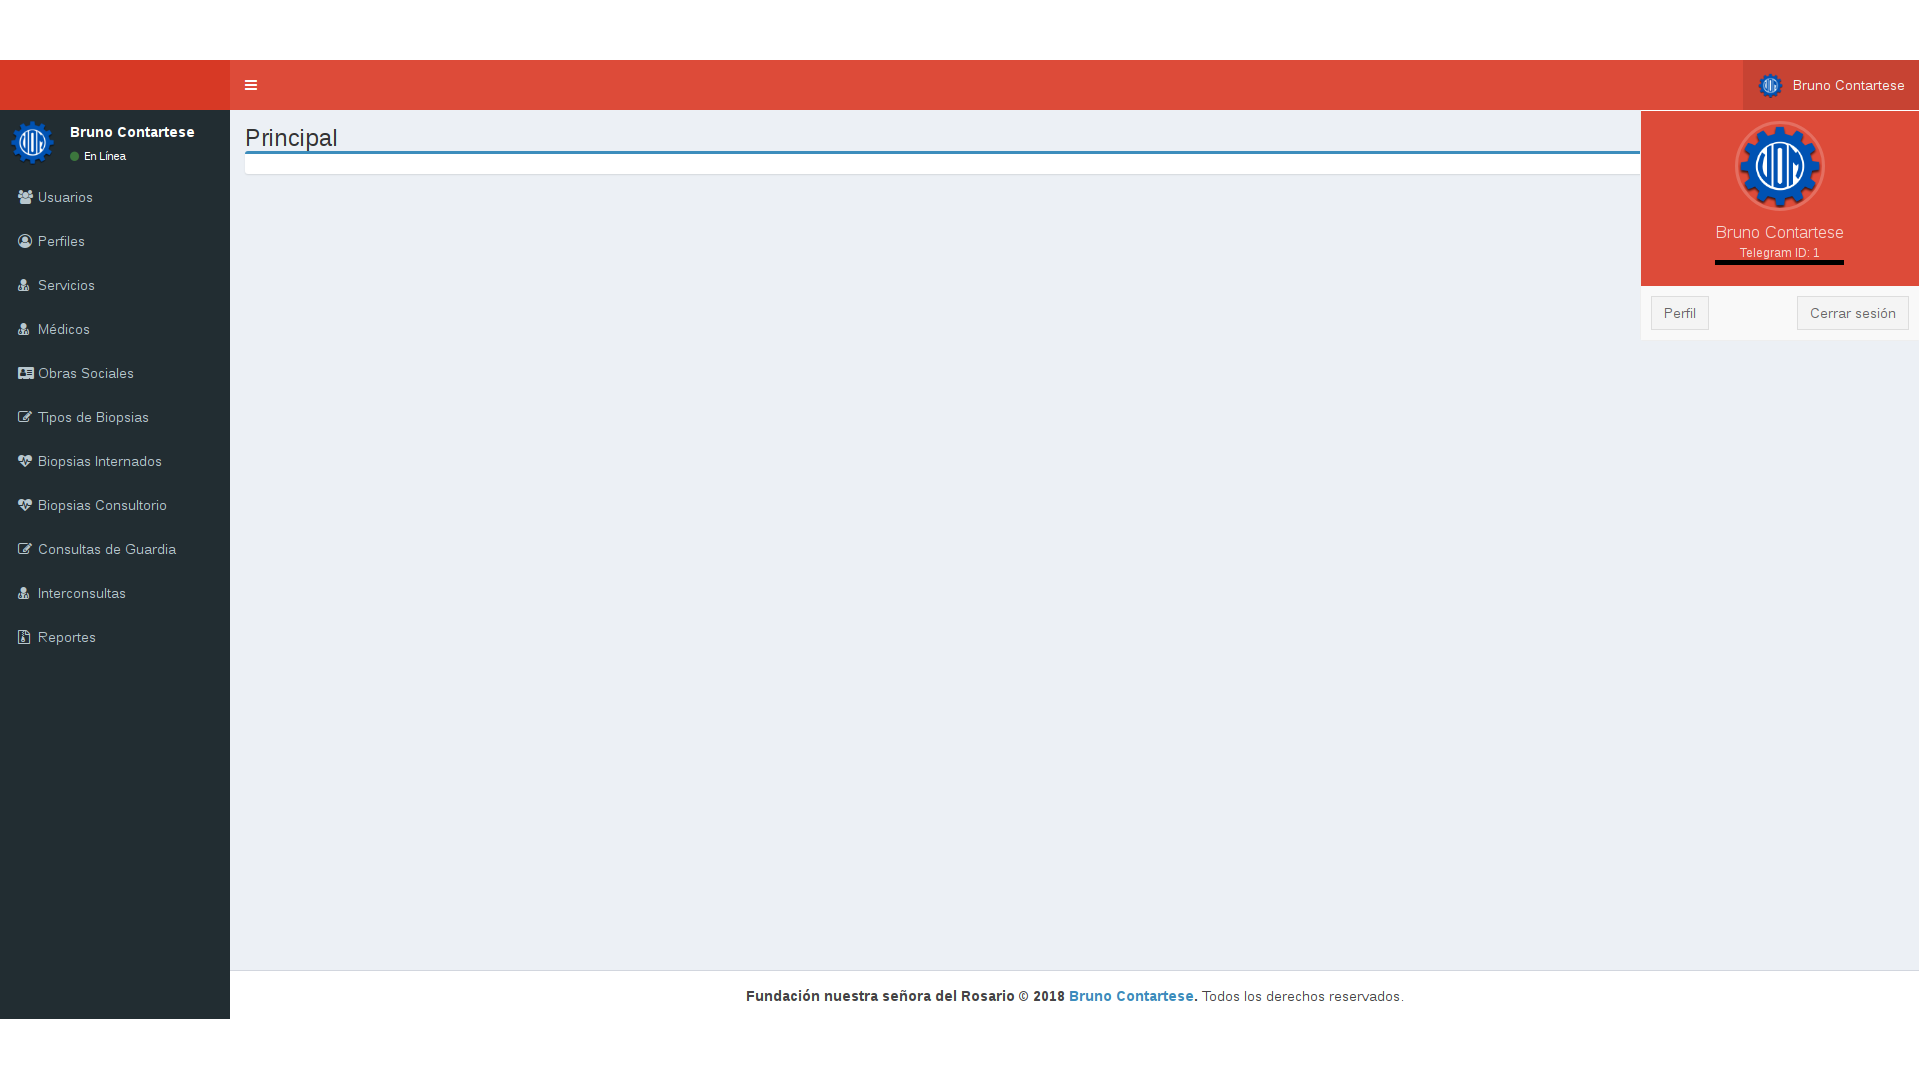 Bruno Contartese
Bruno Contartese
En Línea
Principal
Bruno Contartese
Telegram ID: 1
Perfil
Cerrar sesión
Usuarios
Perfiles
Servicios
Médicos
Obras Sociales
Tipos de Biopsias
Biopsias Internados
Biopsias Consultorio
Consultas de Guardia
Interconsultas
Reportes
Fundación nuestra señora del Rosario © 2018 Bruno Contartese. Todos los derechos reservados.